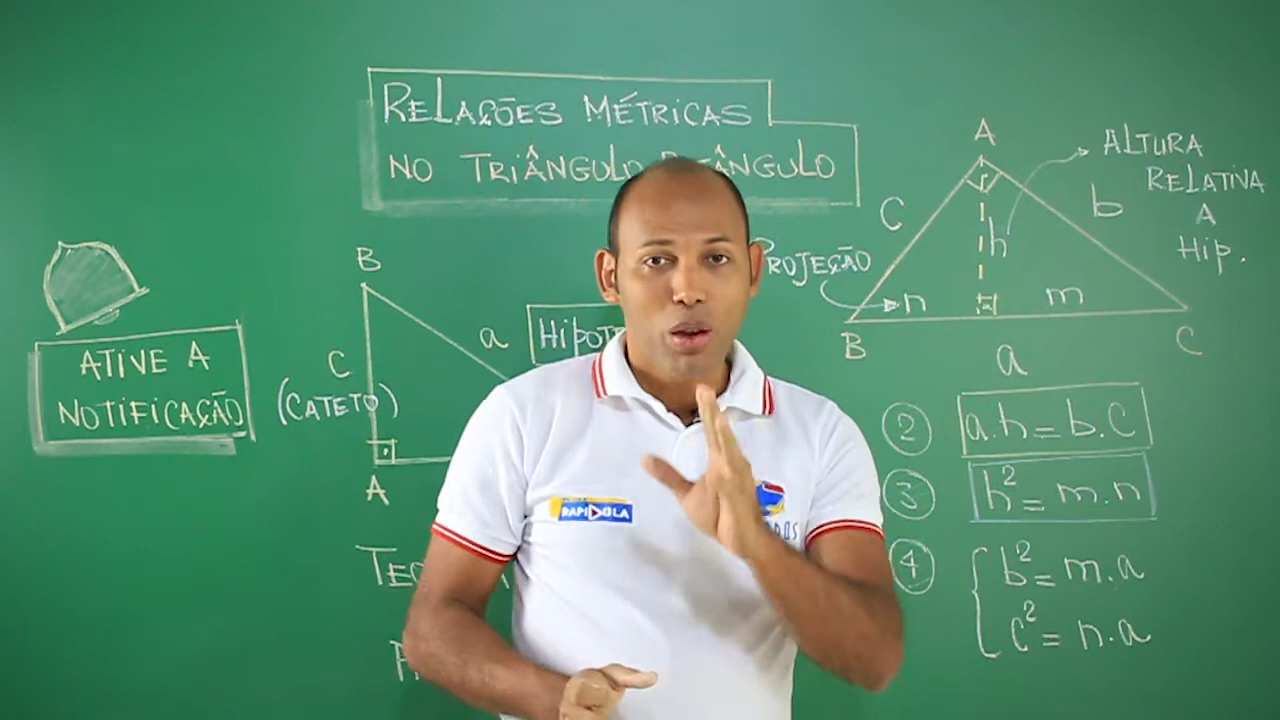 RELAÇÕES MÉTRICAS
NO TRIÂNGULO
ATIVE A
NOTIFICAÇÃO
B
C
(CATETO)
A
a
A
ALTURA
RELATIVA
A
HIP.
C
b
h
PROJEÇÃO
n
m
B
C
a
2
a.h = b.C
3
h² = m.n
4
b² = m.a
c² = n.a